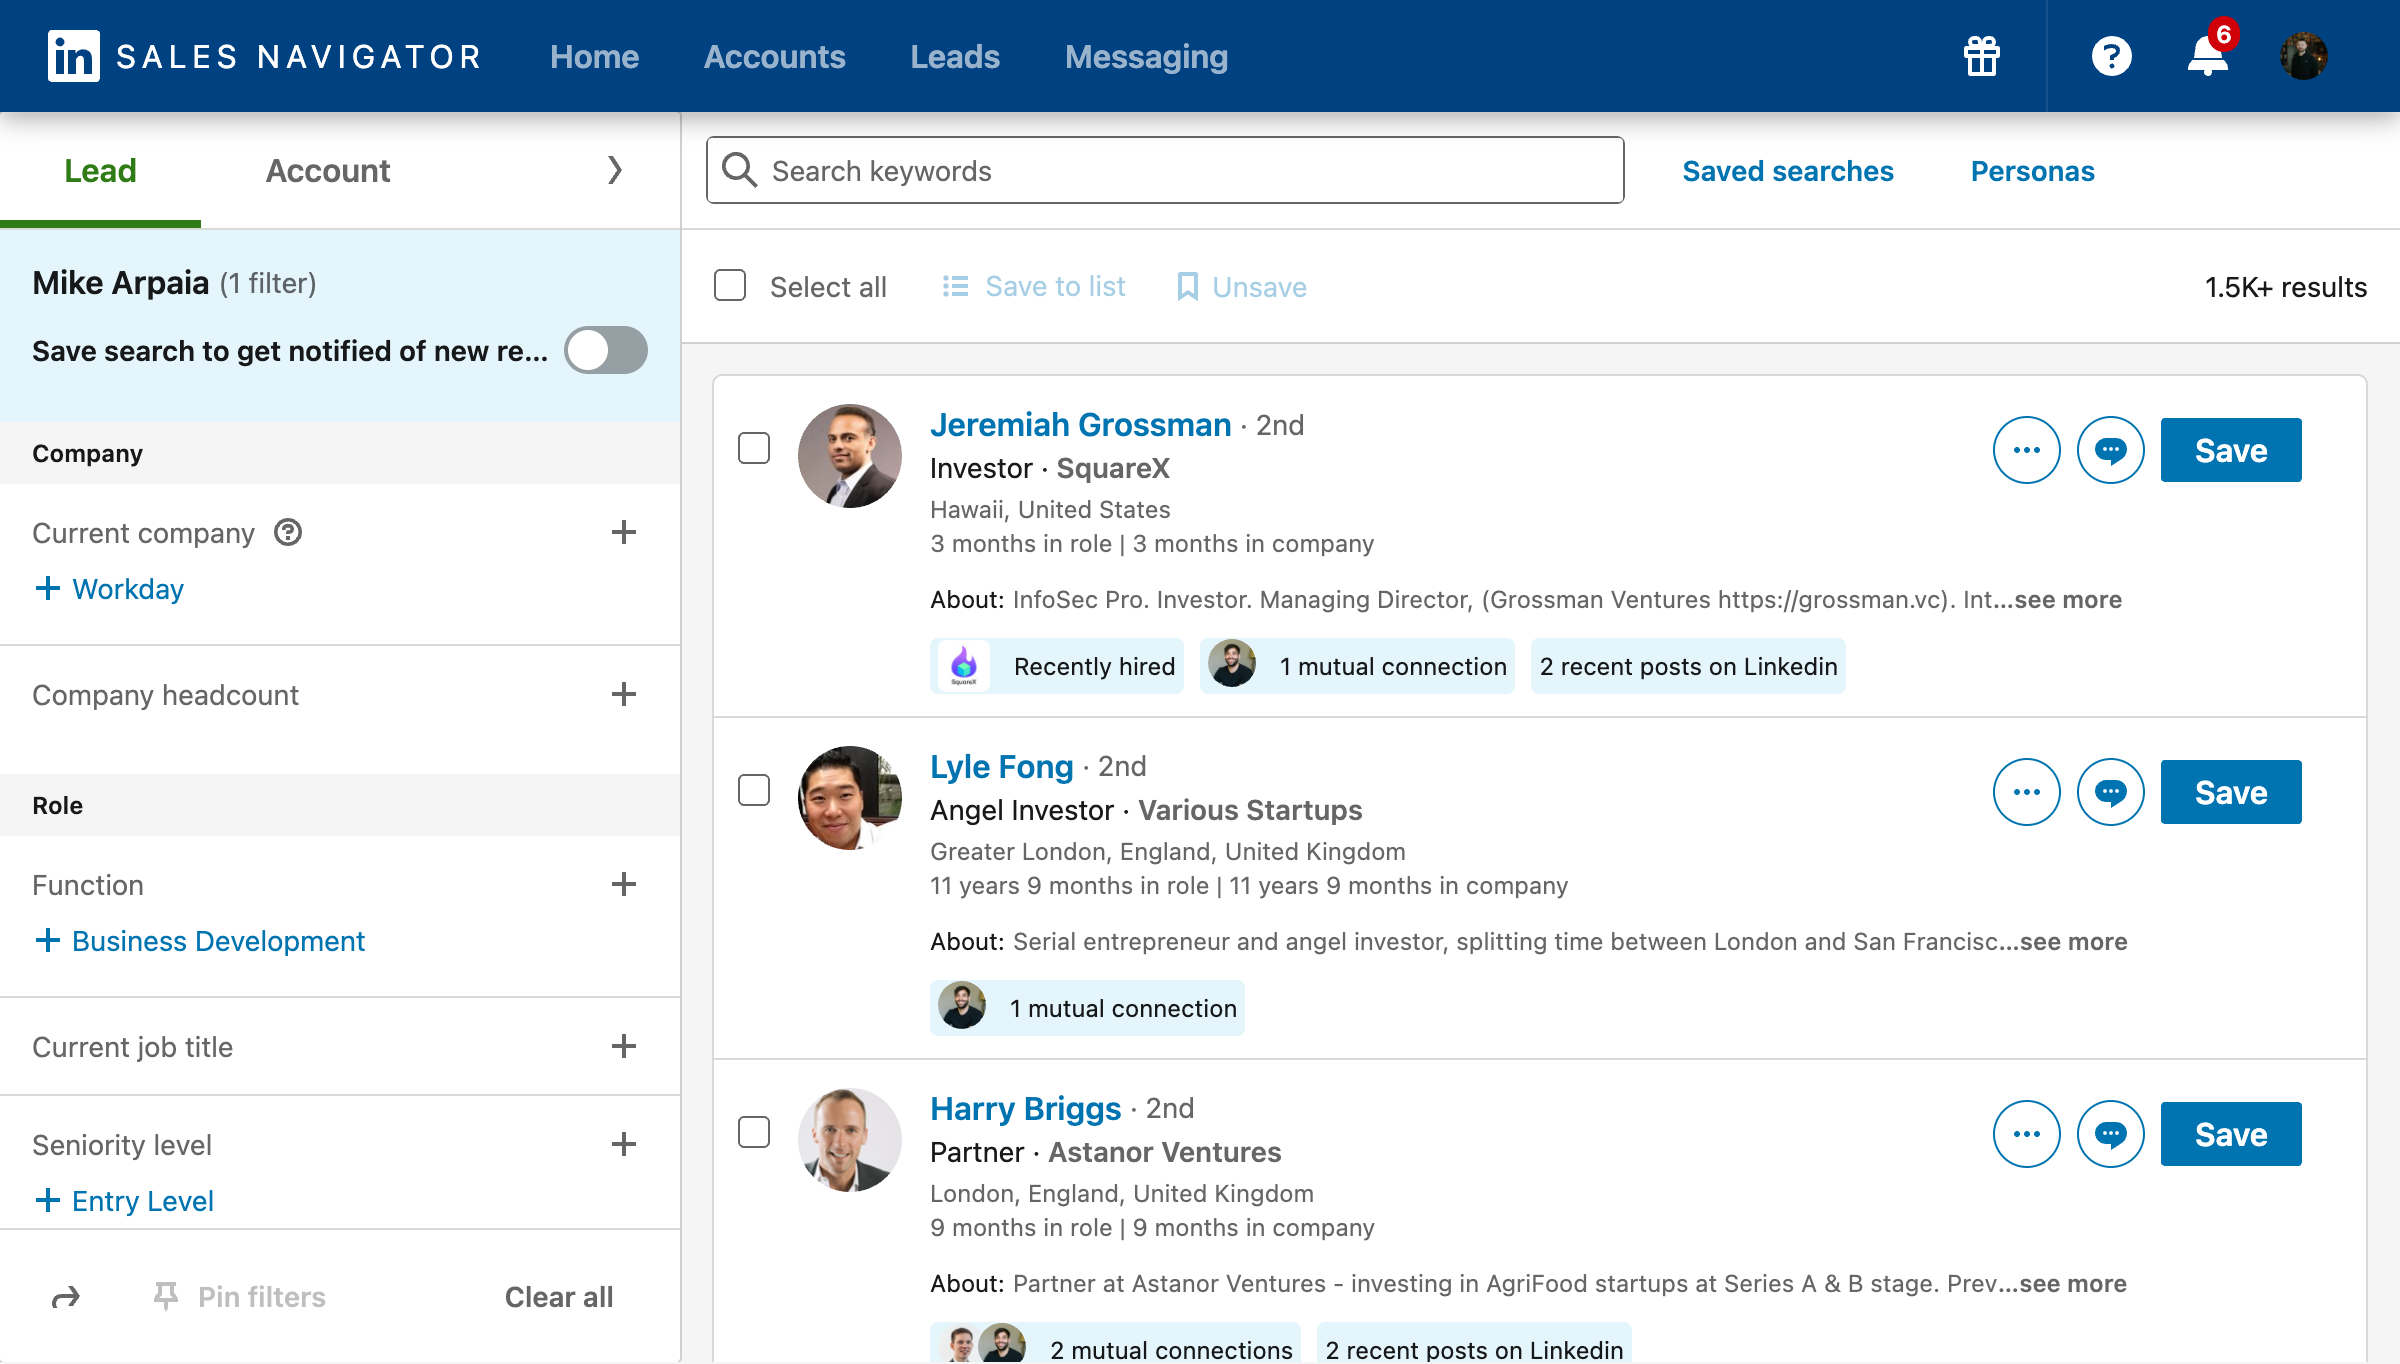 in SALES NAVIGATOR Home Accounts Leads Messaging ? 6
Lead Account
Search keywords Saved searches Personas
Mike Arpaia (1 filter)
Save search to get notified of new re...
Select all Save to list Unsave 1.5K+ results
Company
Current company ?
+ Workday
Company headcount
Role
Function
+ Business Development
Current job title
Seniority level
+ Entry Level
Pin filters Clear all
Jeremiah Grossman · 2nd
Investor · SquareX
Hawaii, United States
3 months in role | 3 months in company
About: InfoSec Pro. Investor. Managing Director, (Grossman Ventures https://grossman.vc). Int...see more
SquareX Recently hired 1 mutual connection 2 recent posts on Linkedin
Save
Lyle Fong · 2nd
Angel Investor · Various Startups
Greater London, England, United Kingdom
11 years 9 months in role | 11 years 9 months in company
About: Serial entrepreneur and angel investor, splitting time between London and San Francisc...see more
1 mutual connection
Save
Harry Briggs · 2nd
Partner · Astanor Ventures
London, England, United Kingdom
9 months in role | 9 months in company
About: Partner at Astanor Ventures - investing in AgriFood startups at Series A & B stage. Prev...see more
2 mutual connections 2 recent posts on Linkedin
Save